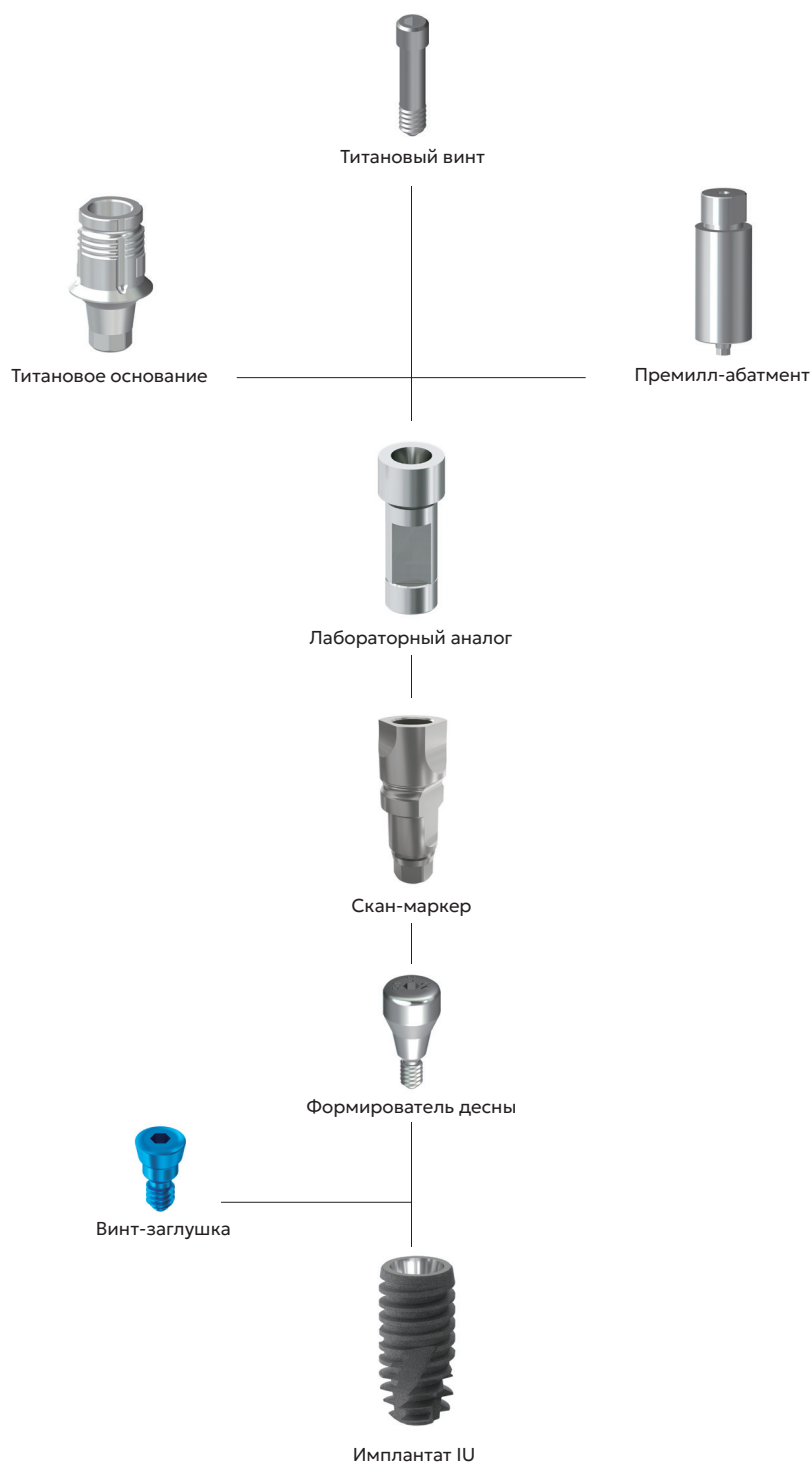 Титановый винт
Титановое основание
Премилл-абатмент
Лабораторный аналог
Скан-маркер
Формирователь десны
Винт-заглушка
Имплантат IU